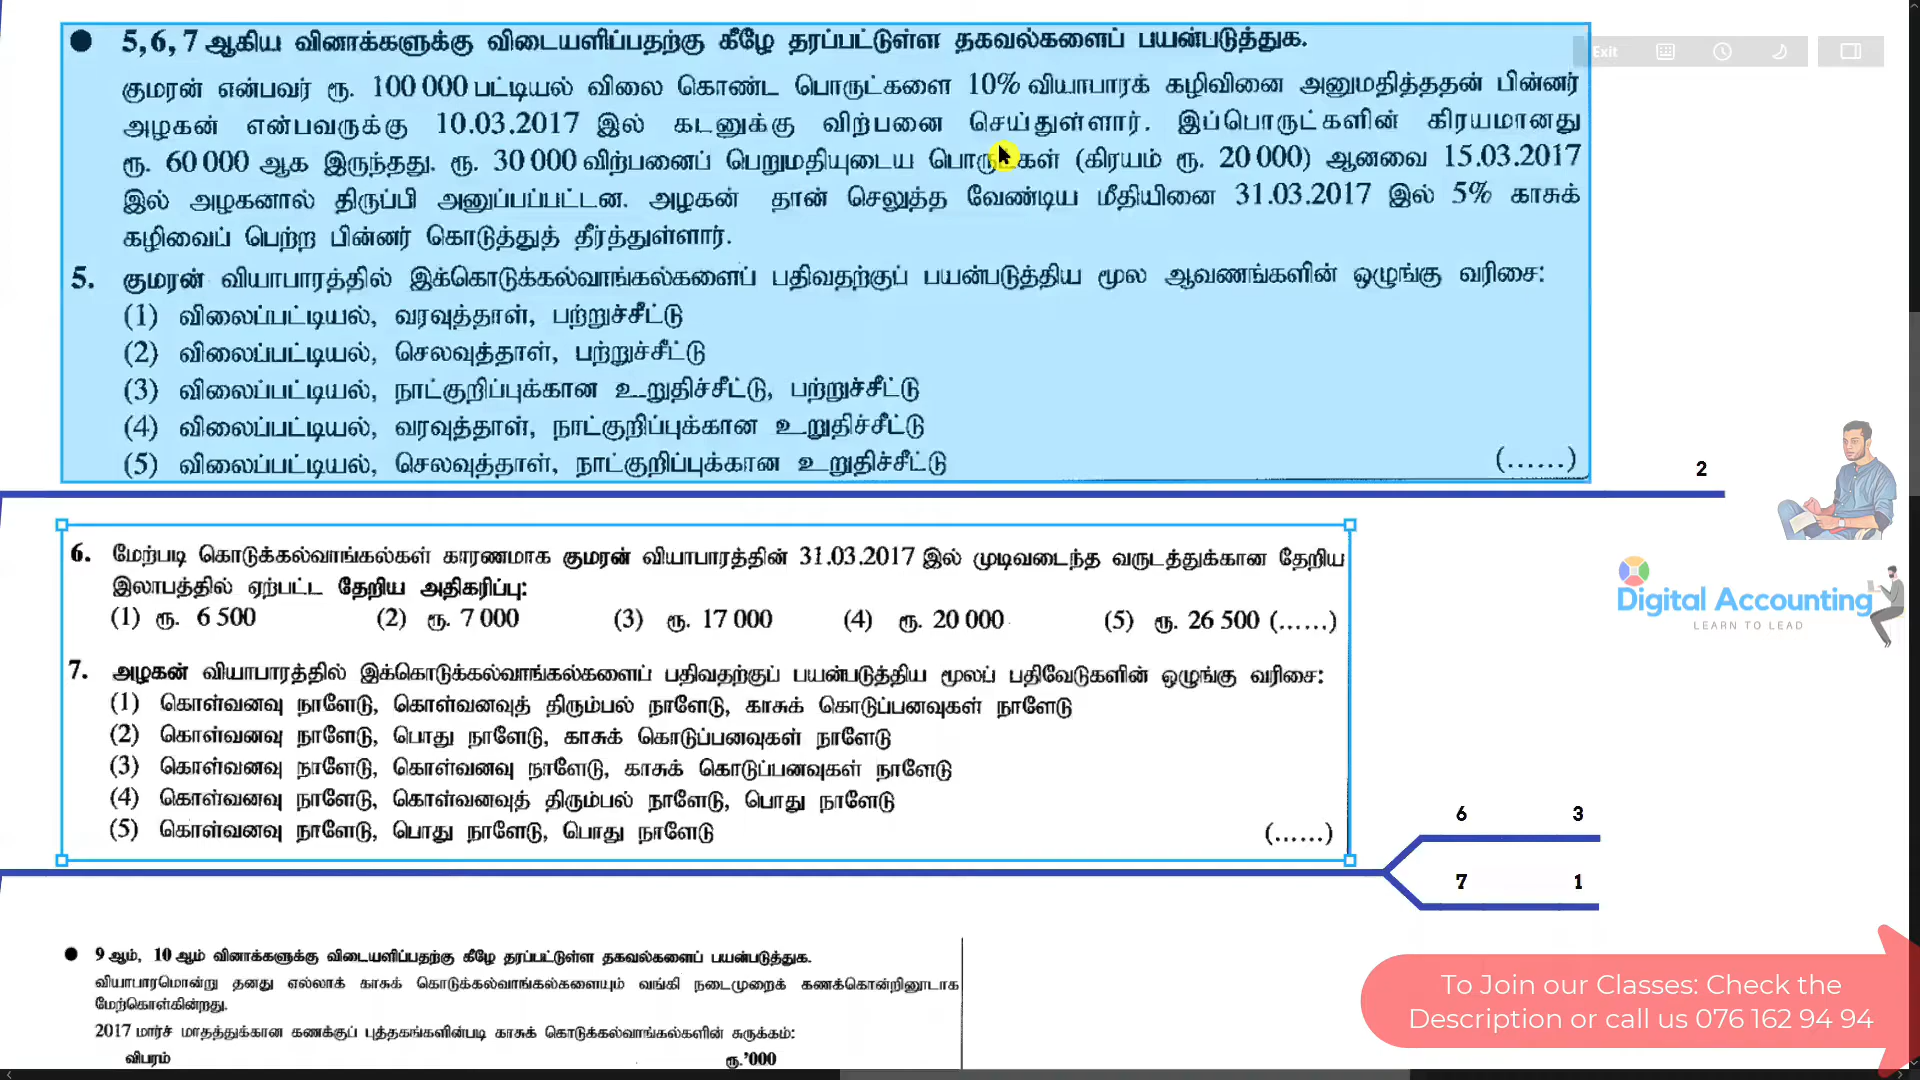 ● 5, 6, 7 ஆகிய வினாக்களுக்கு விடையளிப்பதற்கு கீழே தரப்பட்டுள்ள தகவல்களைப் பயன்படுத்துக.
Exit
குமரன் என்பவர் ரூ. 100 000 பட்டியல் விலை கொண்ட பொருட்களை 10% வியாபாரக் கழிவினை அனுமதித்ததன் பின்னர்
அழகன் என்பவருக்கு 10.03.2017 இல் கடனுக்கு விற்பனை செய்துள்ளார். இப்பொருட்களின் கிரயமானது
ரூ. 60 000 ஆக இருந்தது. ரூ. 30 000 விற்பனைப் பெறுமதியுடைய பொருட்கள் (கிரயம் ரூ. 20 000) ஆனவை 15.03.2017
இல் அழகனால் திருப்பி அனுப்பப்பட்டன. அழகன் தான் செலுத்த வேண்டிய மீதியினை 31.03.2017 இல் 5% காசுக்
கழிவைப் பெற்ற பின்னர் கொடுத்துத் தீர்த்துள்ளார்.
5. குமரன் வியாபாரத்தில் இக்கொடுக்கல்வாங்கல்களைப் பதிவதற்குப் பயன்படுத்திய மூல ஆவணங்களின் ஒழுங்கு வரிசை:
(1) விலைப்பட்டியல், வரவுத்தாள், பற்றுச்சீட்டு
(2) விலைப்பட்டியல், செலவுத்தாள், பற்றுச்சீட்டு
(3) விலைப்பட்டியல், நாட்குறிப்புக்கான உறுதிச்சீட்டு, பற்றுச்சீட்டு
(4) விலைப்பட்டியல், வரவுத்தாள், நாட்குறிப்புக்கான உறுதிச்சீட்டு
(5) விலைப்பட்டியல், செலவுத்தாள், நாட்குறிப்புக்கான உறுதிச்சீட்டு (......)
2
6. மேற்படி கொடுக்கல்வாங்கல்கள் காரணமாக குமரன் வியாபாரத்தின் 31.03.2017 இல் முடிவடைந்த வருடத்துக்கான தேறிய
இலாபத்தில் ஏற்பட்ட தேறிய அதிகரிப்பு:
(1) ரூ. 6 500 (2) ரூ. 7 000 (3) ரூ. 17 000 (4) ரூ. 20 000 (5) ரூ. 26 500 (......)
Digital Accounting
LEARN TO LEAD
7. அழகன் வியாபாரத்தில் இக்கொடுக்கல்வாங்கல்களைப் பதிவதற்குப் பயன்படுத்திய மூலப் பதிவேடுகளின் ஒழுங்கு வரிசை:
(1) கொள்வனவு நாளேடு, கொள்வனவுத் திரும்பல் நாளேடு, காசுக் கொடுப்பனவுகள் நாளேடு
(2) கொள்வனவு நாளேடு, பொது நாளேடு, காசுக் கொடுப்பனவுகள் நாளேடு
(3) கொள்வனவு நாளேடு, கொள்வனவு நாளேடு, காசுக் கொடுப்பனவுகள் நாளேடு
(4) கொள்வனவு நாளேடு, கொள்வனவுத் திரும்பல் நாளேடு, பொது நாளேடு
(5) கொள்வனவு நாளேடு, பொது நாளேடு, பொது நாளேடு (......)
6 3
7 1
● 9 ஆம், 10 ஆம் வினாக்களுக்கு விடையளிப்பதற்கு கீழே தரப்பட்டுள்ள தகவல்களைப் பயன்படுத்துக.
வியாபாரமொன்று தனது எல்லாக் காசுக் கொடுக்கல்வாங்கல்களையும் வங்கி நடைமுறைக் கணக்கொன்றினூடாக
மேற்கொள்கின்றது.
2017 மார்ச் மாதத்துக்கான கணக்குப் புத்தகங்களின்படி காசுக் கொடுக்கல்வாங்கல்களின் சுருக்கம்:
விபரம் ரூ.'000
To Join our Classes: Check the
Description or call us 076 162 94 94